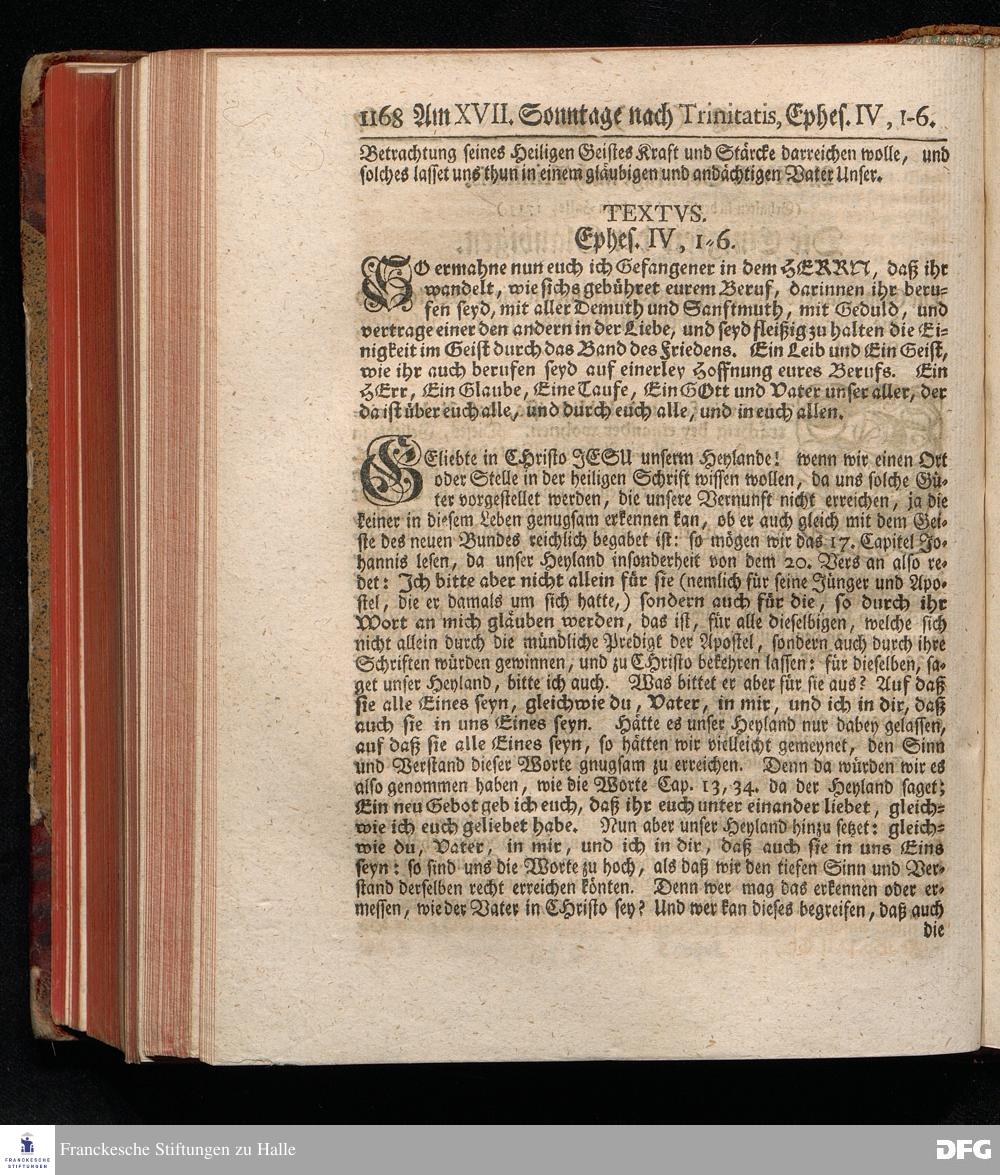 1168 Am XVII. Sonntage nach Trinitatis, Ephes. IV, 1-6.
Betrachtung seines Heiligen Geistes Kraft und Stärcke darreichen wolle, und
solches lasset uns thun in einem gläubigen und andächtigen Vater Unser.
TEXTVS.
Ephes. IV, 1-6.
SO ermahne nun euch ich Gefangener in dem HERRN, daß ihr
wandelt, wie sichs gebühret eurem Beruf, darinnen ihr beru-
fen seyd, mit aller Demuth und Sanftmuth, mit Geduld, und
vertrage einer den andern in der Liebe, und seyd fleißig zu halten die Ei-
nigkeit im Geist durch das Band des Friedens. Ein Leib und Ein Geist,
wie ihr auch berufen seyd auf einerley Hoffnung eures Berufs. Ein
HErr, Ein Glaube, Eine Taufe, Ein GOtt und Vater unser aller, der
da ist über euch alle, und durch euch alle, und in euch allen.
GEliebte in CHristo JESU unserm Heylande! wenn wir einen Ort
oder Stelle in der heiligen Schrift wissen wollen, da uns solche Gü-
ter vorgestellet werden, die unsere Vernunft nicht erreichen, ja die
keiner in diesem Leben genugsam erkennen kan, ob er auch gleich mit dem Gei-
ste des neuen Bundes reichlich begabet ist: so mögen wir das 17. Capitel Jo-
hannis lesen, da unser Heyland insonderheit von dem 20. Vers an also re-
det: Ich bitte aber nicht allein für sie (nemlich für seine Jünger und Apo-
stel, die er damals um sich hatte,) sondern auch für die, so durch ihr
Wort an mich gläuben werden, das ist, für alle dieselbigen, welche sich
nicht allein durch die mündliche Predigt der Apostel, sondern auch durch ihre
Schriften würden gewinnen, und zu CHristo bekehren lassen: für dieselben, sa-
get unser Heyland, bitte ich auch. Was bittet er aber für sie aus? Auf daß
sie alle Eines seyn, gleichwie du, Vater, in mir, und ich in dir, daß
auch sie in uns Eines seyn. Hätte es unser Heyland nur dabey gelassen,
auf daß sie alle Eines seyn, so hätten wir vielleicht gemeynet, den Sinn
und Verstand dieser Worte gnugsam zu erreichen. Denn da würden wir es
also genommen haben, wie die Worte Cap. 13, 34. da der Heyland saget;
Ein neu Gebot geb ich euch, daß ihr euch unter einander liebet, gleich-
wie ich euch geliebet habe. Nun aber unser Heyland hinzu setzet: gleich-
wie du, Vater, in mir, und ich in dir, daß auch sie in uns Eins
seyn: so sind uns die Worte zu hoch, als daß wir den tiefen Sinn und Ver-
stand derselben recht erreichen könten. Denn wer mag das erkennen oder er-
messen, wie der Vater in CHristo sey? Und wer kan dieses begreifen, daß auch
die
FRANCKESCHE
STIFTUNGEN
Franckesche Stiftungen zu Halle
DFG